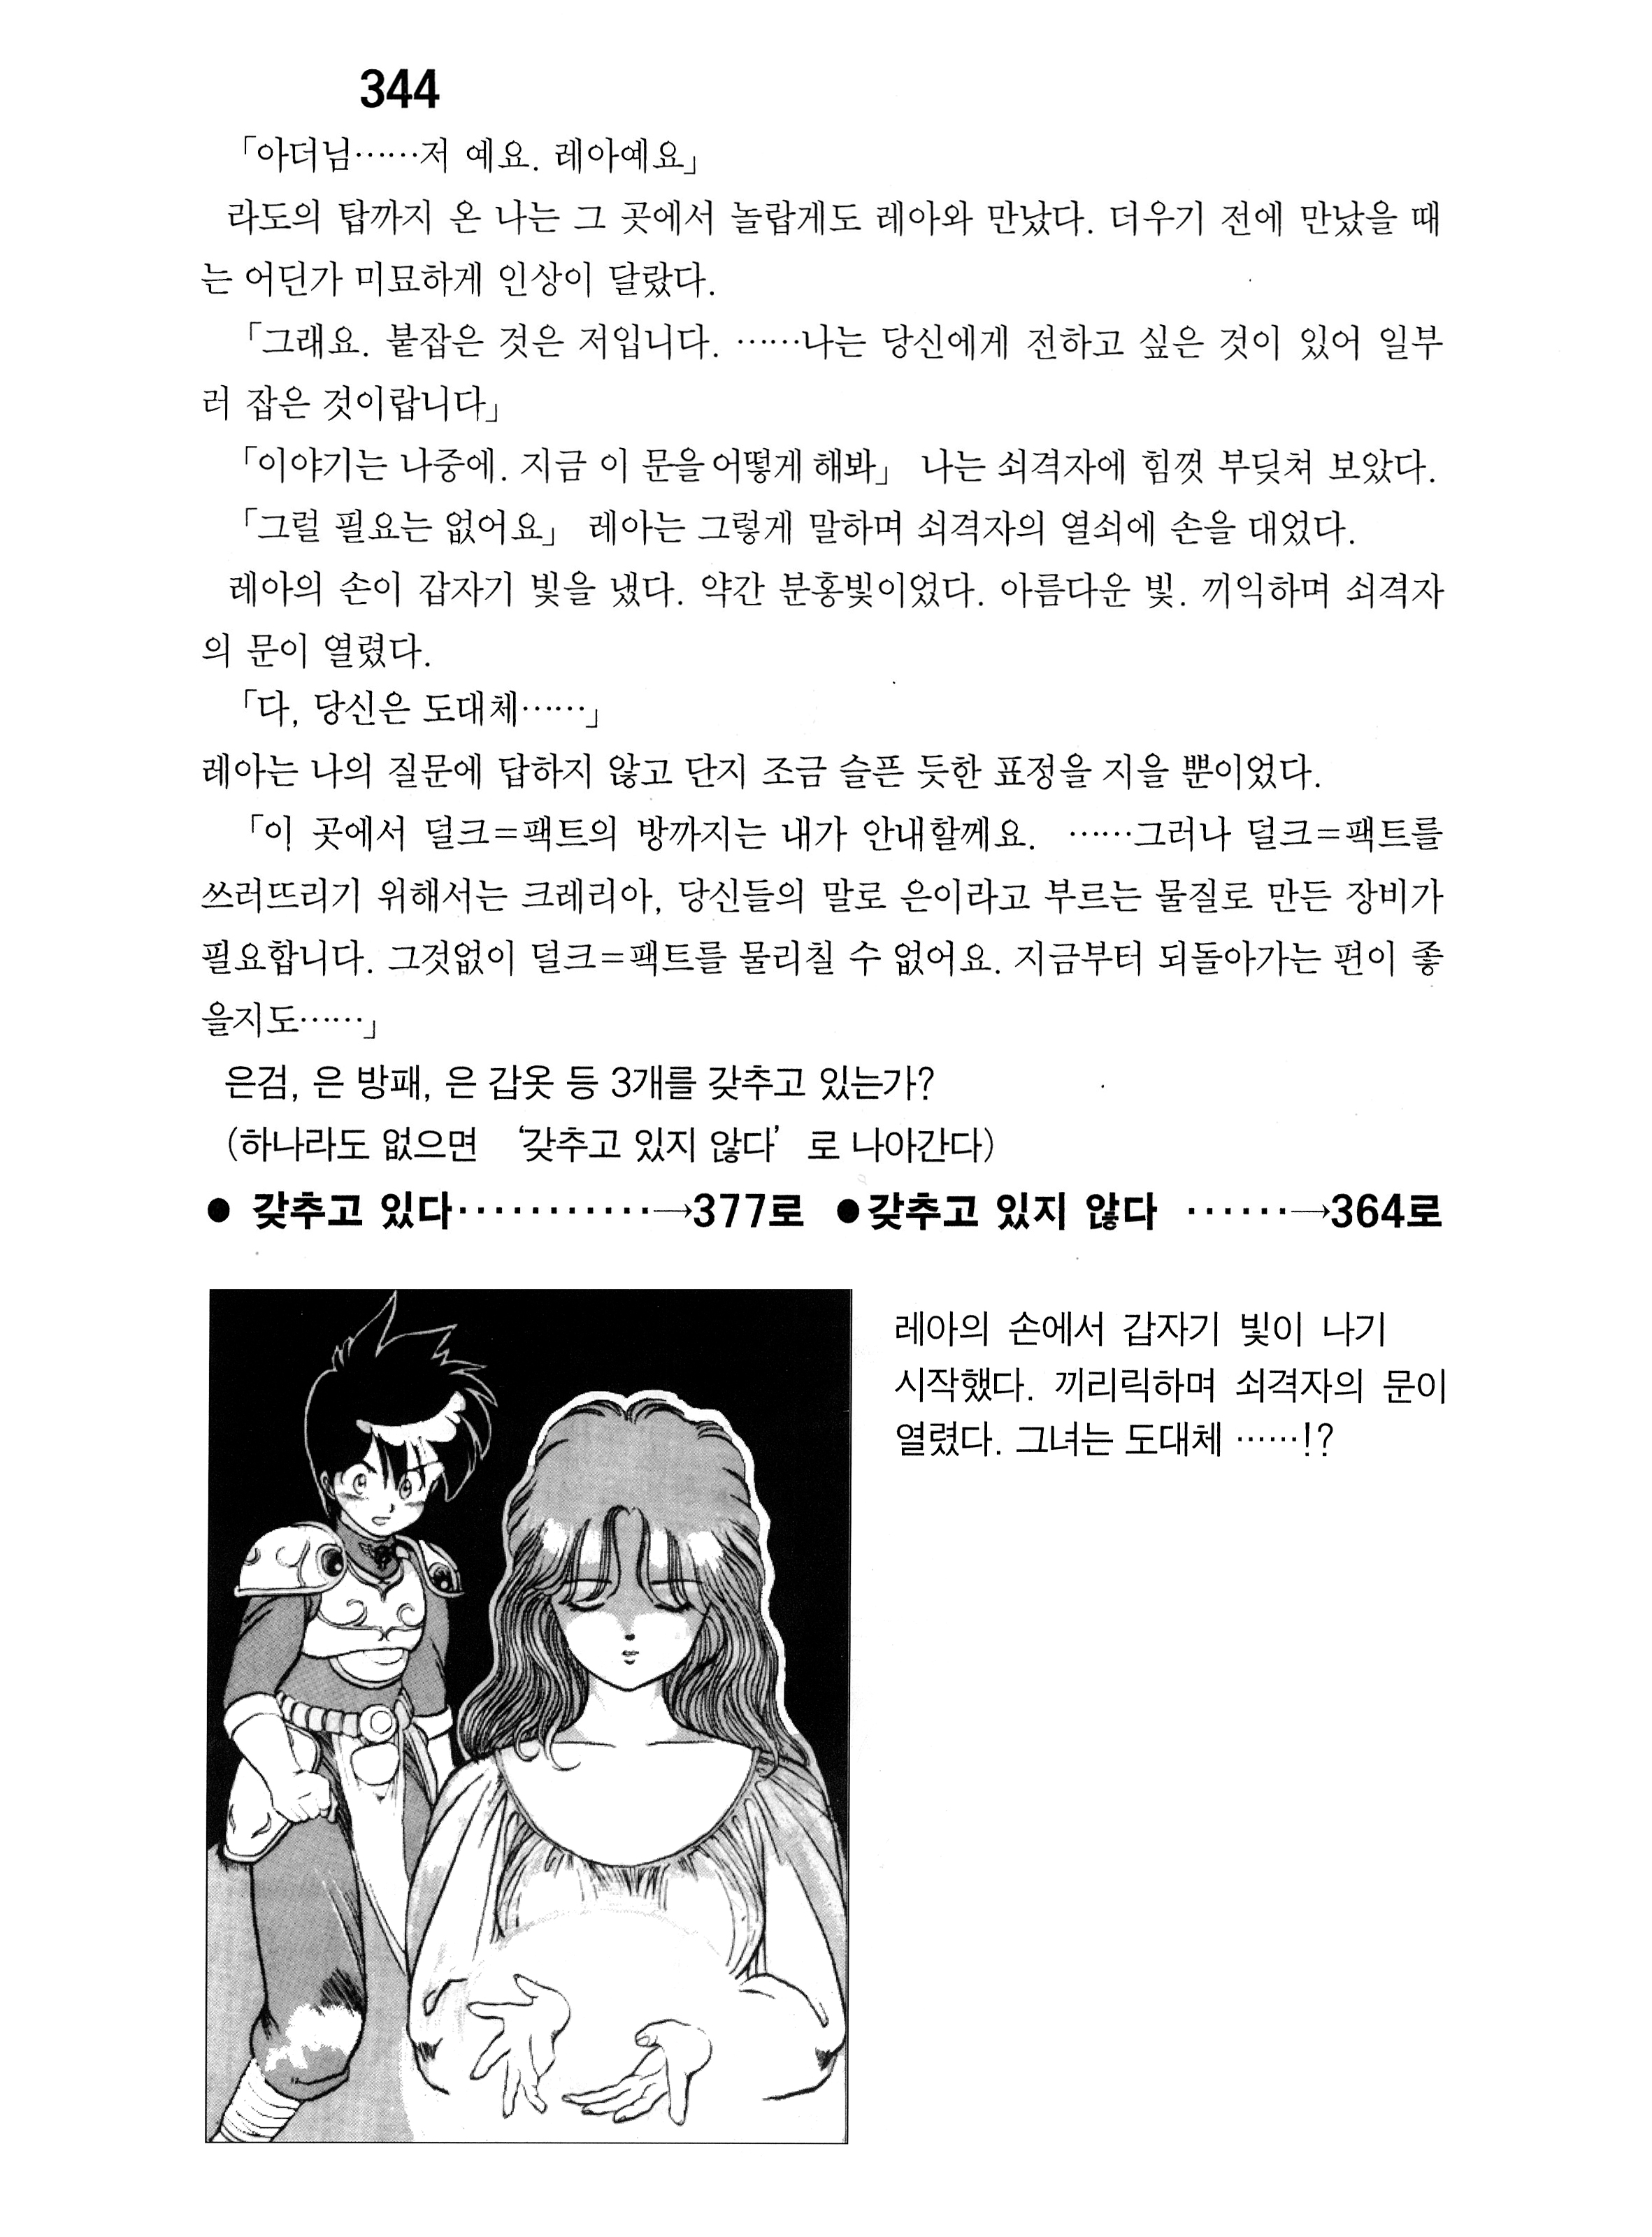 344
「아더님……저 예요. 레아예요」
라도의 탑까지 온 나는 그 곳에서 놀랍게도 레아와 만났다. 더우기 전에 만났을 때
는 어딘가 미묘하게 인상이 달랐다.
「그래요. 붙잡은 것은 저입니다. ……나는 당신에게 전하고 싶은 것이 있어 일부
러 잡은 것이랍니다」
「이야기는 나중에. 지금 이 문을 어떻게 해봐」 나는 쇠격자에 힘껏 부딪쳐 보았다.
「그럴 필요는 없어요」 레아는 그렇게 말하며 쇠격자의 열쇠에 손을 대었다.
레아의 손이 갑자기 빛을 냈다. 약간 분홍빛이었다. 아름다운 빛. 끼익하며 쇠격자
의 문이 열렸다.
「다, 당신은 도대체……」
레아는 나의 질문에 답하지 않고 단지 조금 슬픈 듯한 표정을 지을 뿐이었다.
「이 곳에서 덜크=팩트의 방까지는 내가 안내할께요. ……그러나 덜크=팩트를
쓰러뜨리기 위해서는 크레리아, 당신들의 말로 은이라고 부르는 물질로 만든 장비가
필요합니다. 그것없이 덜크=팩트를 물리칠 수 없어요. 지금부터 되돌아가는 편이 좋
을지도……」
은검, 은 방패, 은 갑옷 등 3개를 갖추고 있는가?
(하나라도 없으면 ‘갖추고 있지 않다’로 나아간다)
● 갖추고 있다…………→377로 ●갖추고 있지 않다 ……→364로
레아의 손에서 갑자기 빛이 나기
시작했다. 끼리릭하며 쇠격자의 문이
열렸다. 그녀는 도대체 ……!?